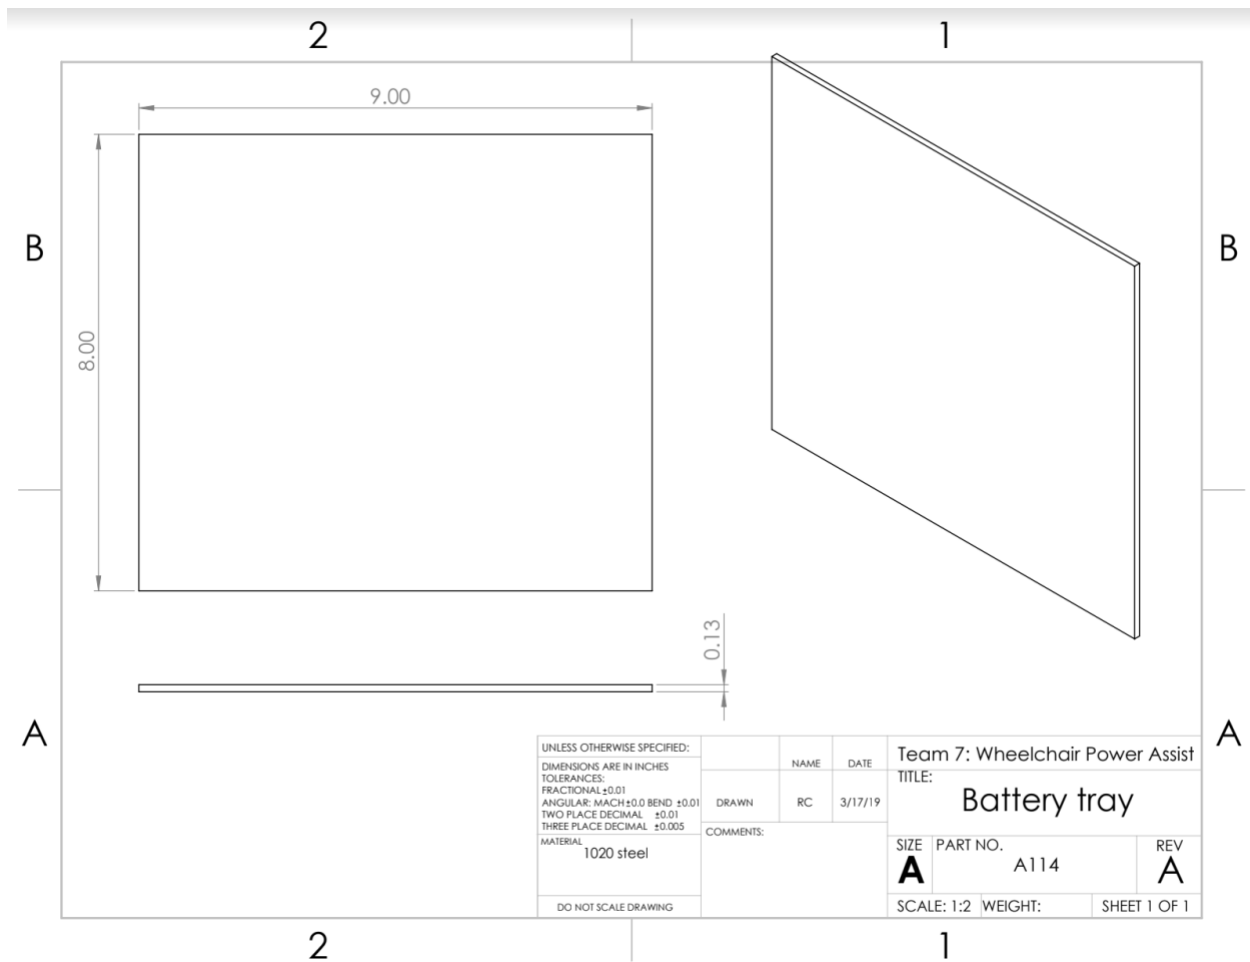 2
1
9.00
B
B
8.00
0.13
A
A
UNLESS OTHERWISE SPECIFIED:
DIMENSIONS ARE IN INCHES
TOLERANCES:
FRACTIONAL ±0.01
ANGULAR: MACH ±0.0 BEND ±0.01
TWO PLACE DECIMAL ±0.01
THREE PLACE DECIMAL ±0.005
MATERIAL
1020 steel
DO NOT SCALE DRAWING
NAME DATE
DRAWN RC 3/17/19
COMMENTS:
Team 7: Wheelchair Power Assist
TITLE:
Battery tray
SIZE PART NO. REV
A A114 A
SCALE: 1:2 WEIGHT: SHEET 1 OF 1
2
1